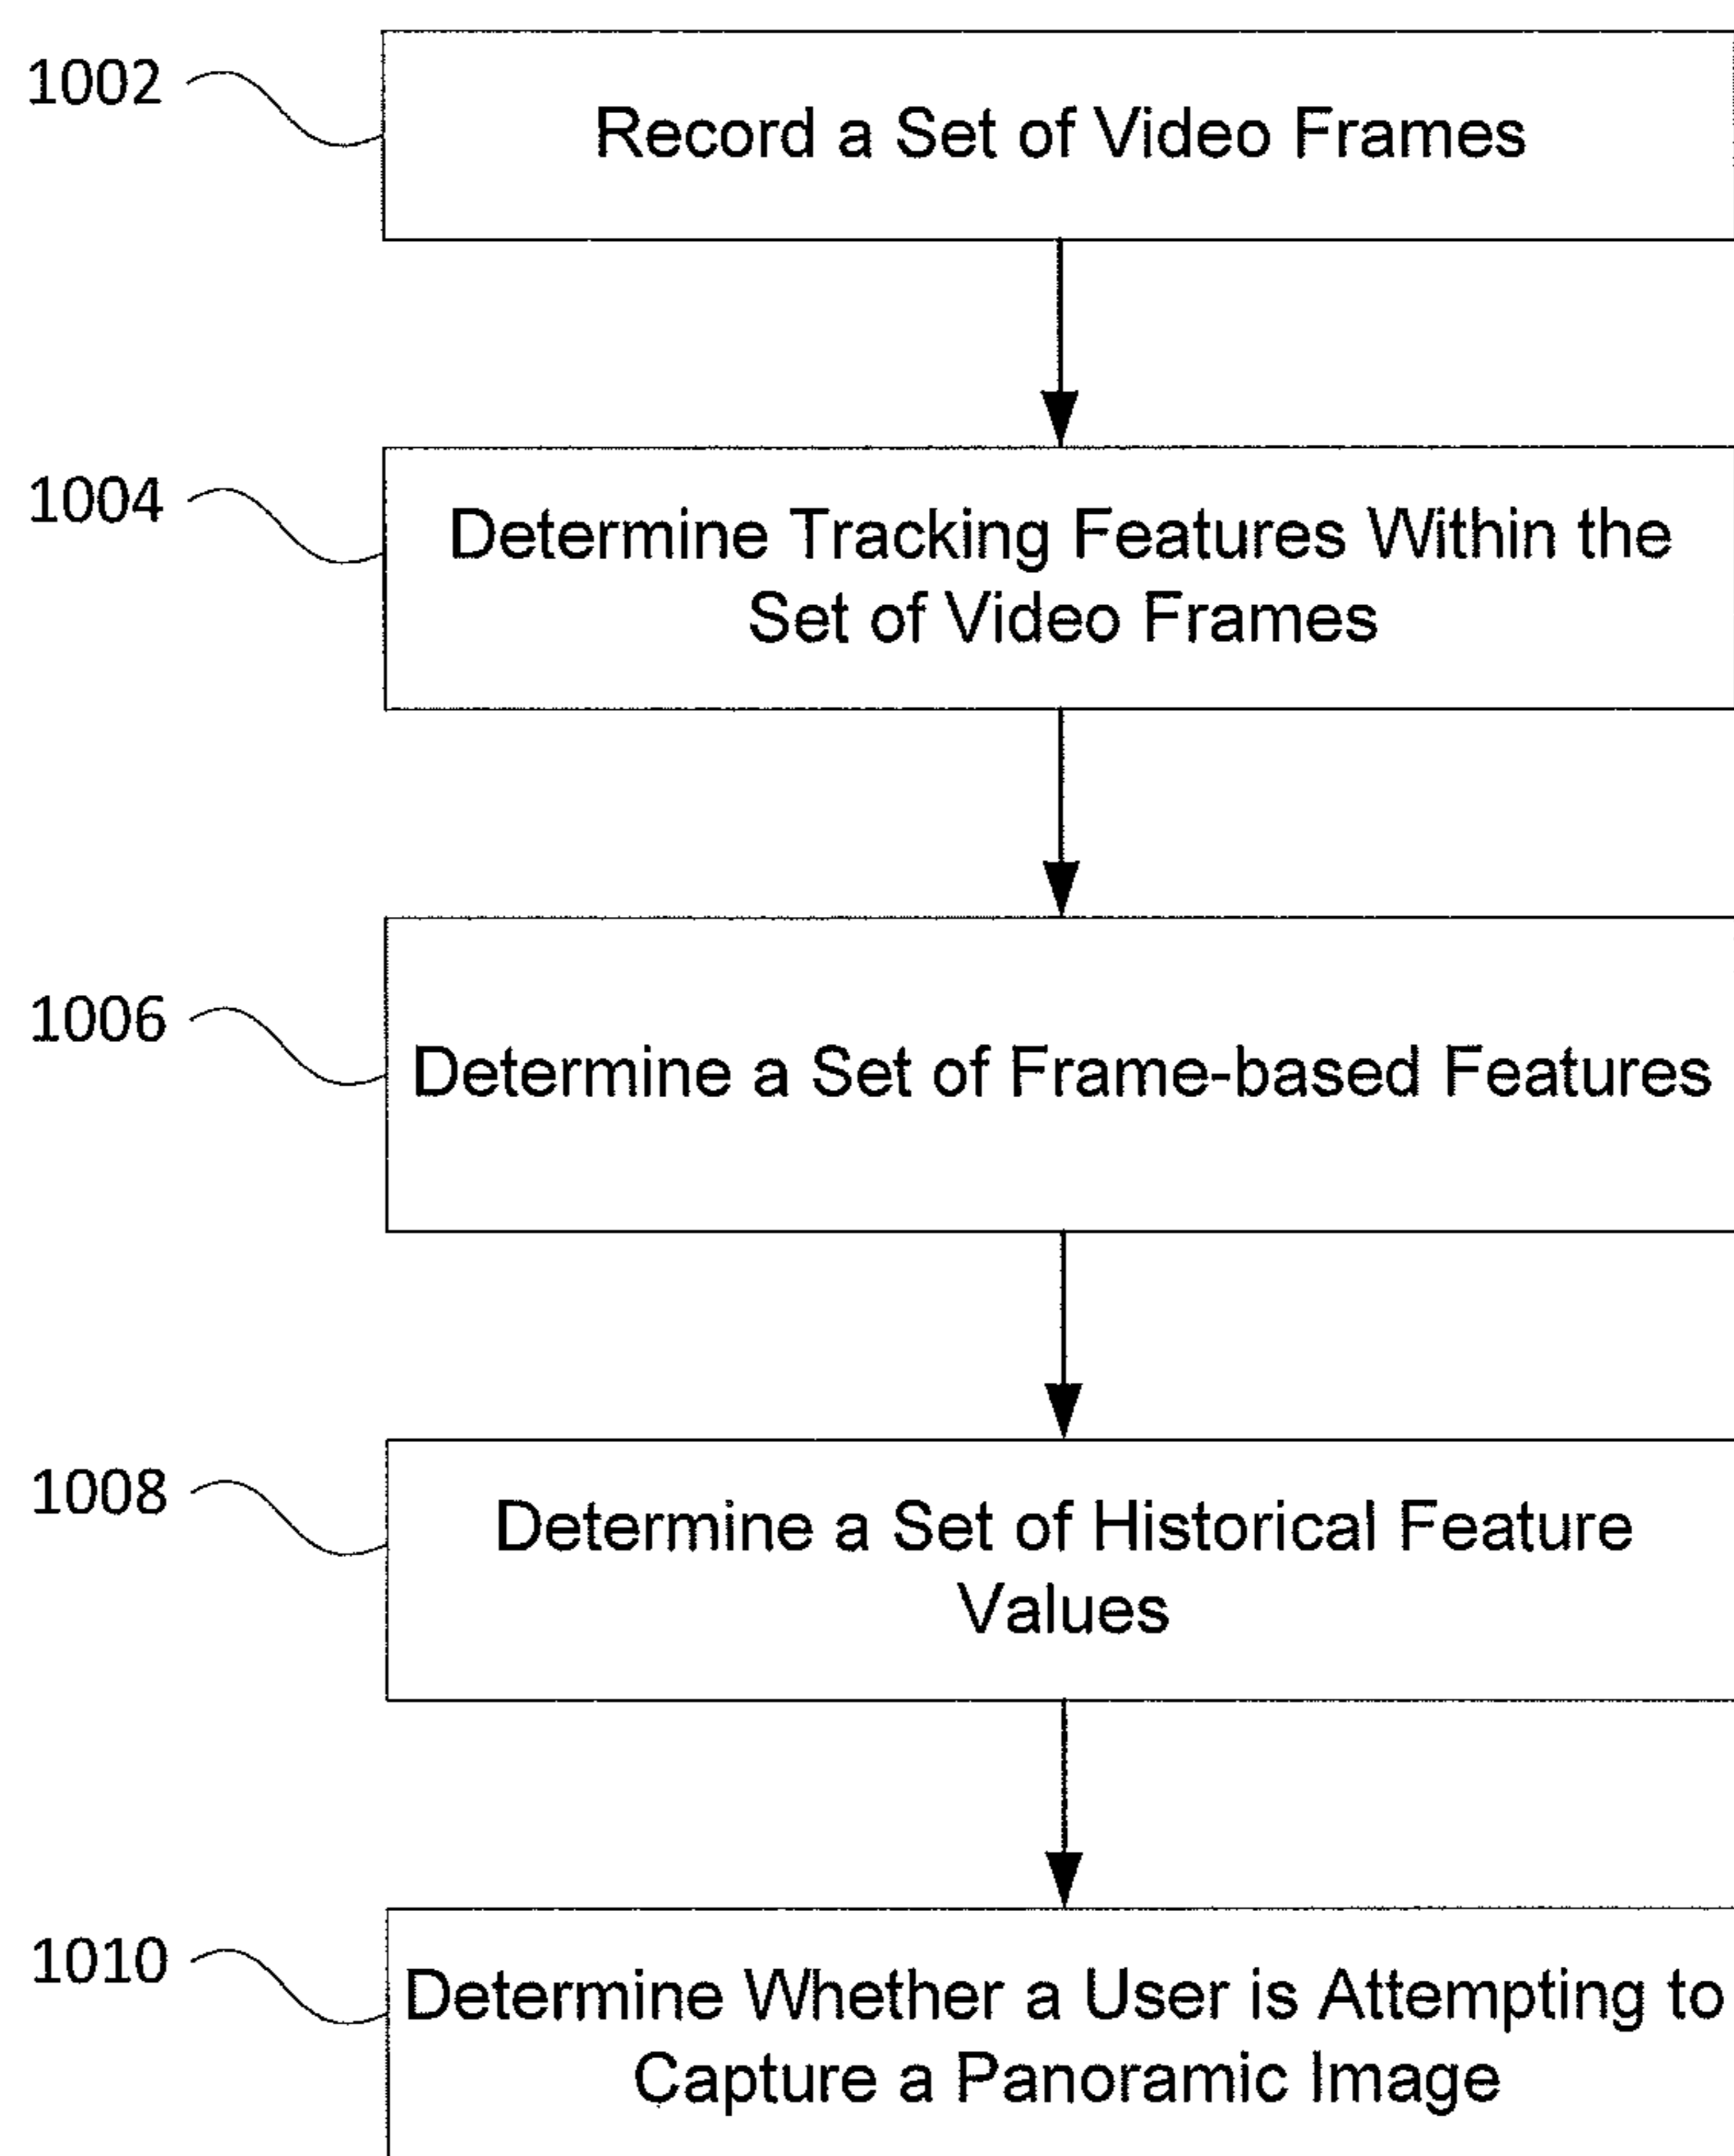 1002
Record a Set of Video Frames
1004
Determine Tracking Features Within the
Set of Video Frames
1006
Determine a Set of Frame-based Features
1008
Determine a Set of Historical Feature
Values
1010
Determine Whether a User is Attempting to
Capture a Panoramic Image